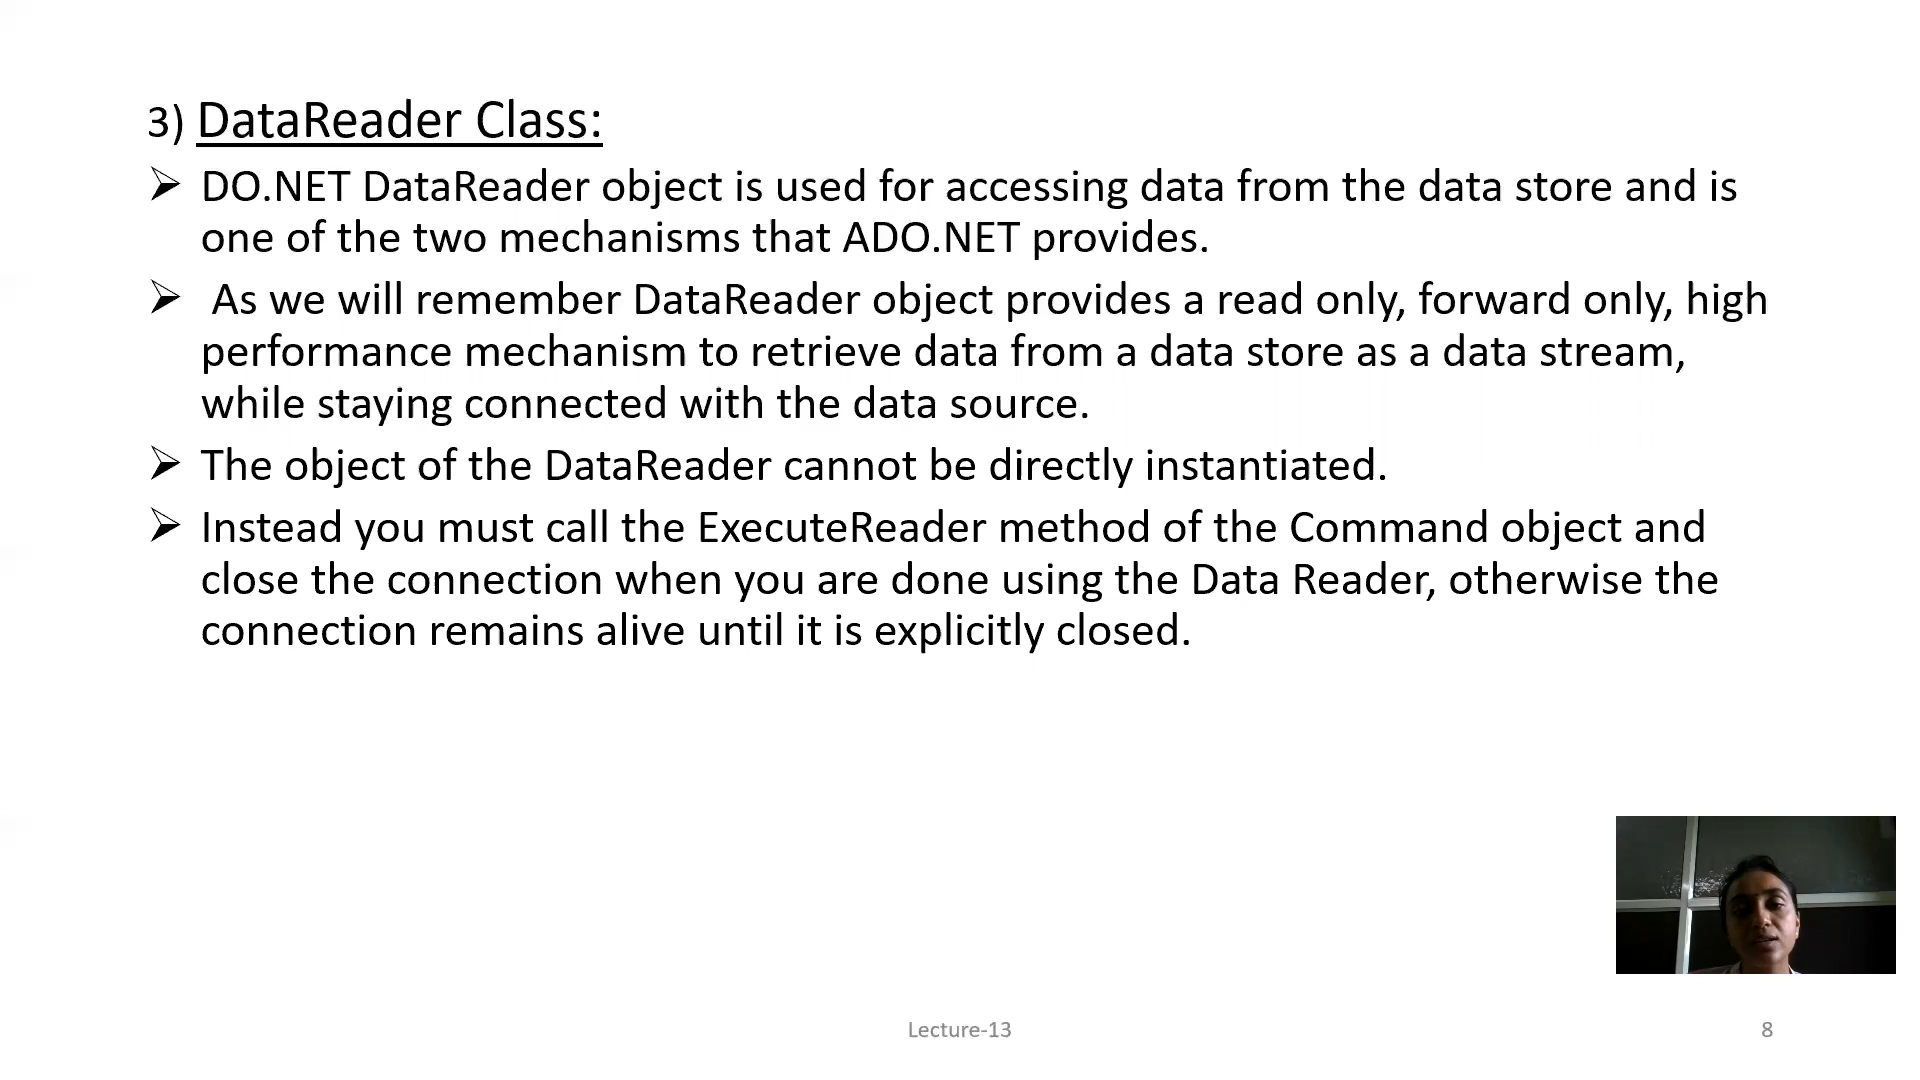 3) DataReader Class:
➢ DO.NET DataReader object is used for accessing data from the data store and is
one of the two mechanisms that ADO.NET provides.
➢ As we will remember DataReader object provides a read only, forward only, high
performance mechanism to retrieve data from a data store as a data stream,
while staying connected with the data source.
➢ The object of the DataReader cannot be directly instantiated.
➢ Instead you must call the ExecuteReader method of the Command object and
close the connection when you are done using the Data Reader, otherwise the
connection remains alive until it is explicitly closed.
Lecture-13
8